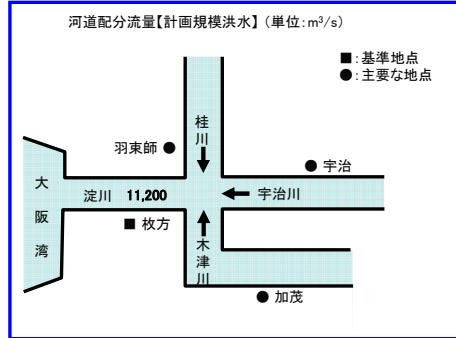 河道配分流量【計画規模洪水】（単位：m³/s）
■：基準地点
●：主要な地点
桂川
羽束師 ●
● 宇治
大阪湾
淀川 11,200
宇治川
■ 枚方
木津川
● 加茂